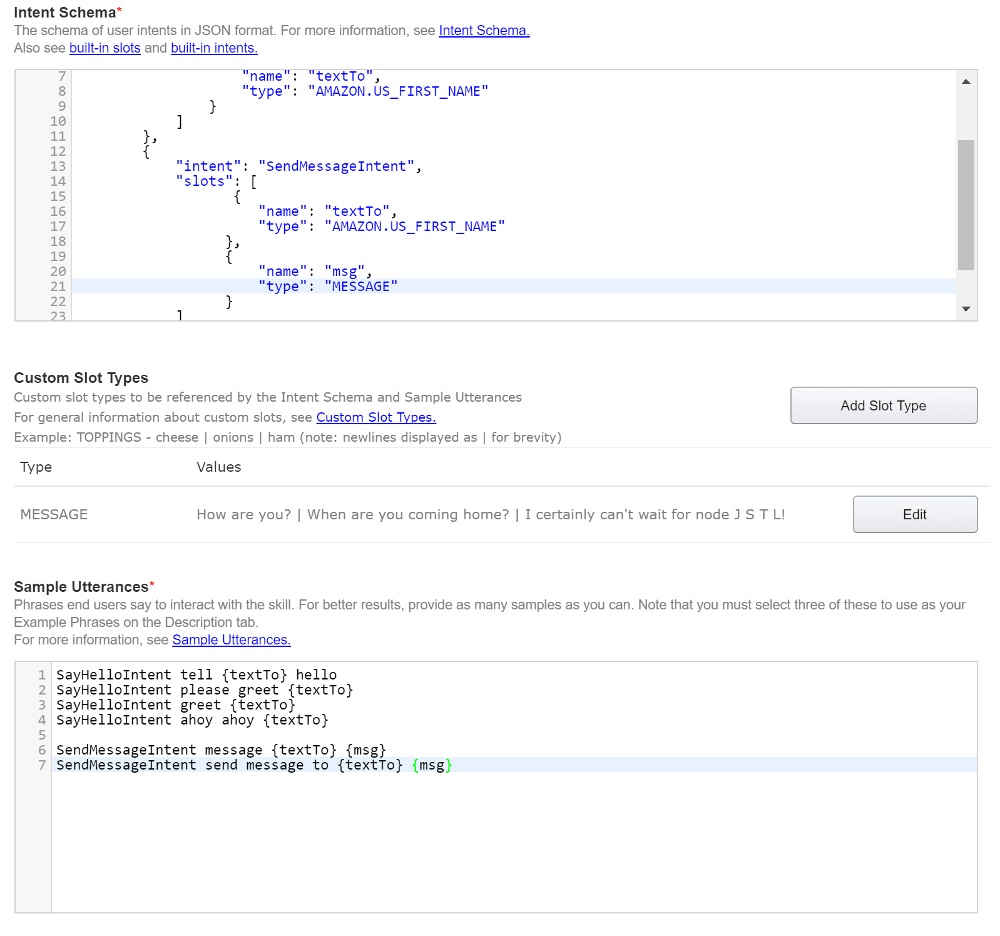 Intent Schema*
The schema of user intents in JSON format. For more information, see Intent Schema.
Also see built-in slots and built-in intents.
7 "name": "textTo",
8 "type": "AMAZON.US_FIRST_NAME"
9 }
10 ]
11 },
12 {
13 "intent": "SendMessageIntent",
14 "slots": [
15 {
16 "name": "textTo",
17 "type": "AMAZON.US_FIRST_NAME"
18 },
19 {
20 "name": "msg",
21 "type": "MESSAGE"
22 }
23 ]
Custom Slot Types
Custom slot types to be referenced by the Intent Schema and Sample Utterances
For general information about custom slots, see Custom Slot Types.
Example: TOPPINGS - cheese | onions | ham (note: newlines displayed as | for brevity)
Add Slot Type
Type Values
MESSAGE How are you? | When are you coming home? | I certainly can't wait for node J S T L! Edit
Sample Utterances*
Phrases end users say to interact with the skill. For better results, provide as many samples as you can. Note that you must select three of these to use as your
Example Phrases on the Description tab.
For more information, see Sample Utterances.
1 SayHelloIntent tell {textTo} hello
2 SayHelloIntent please greet {textTo}
3 SayHelloIntent greet {textTo}
4 SayHelloIntent ahoy ahoy {textTo}
5
6 SendMessageIntent message {textTo} {msg}
7 SendMessageIntent send message to {textTo} {msg}